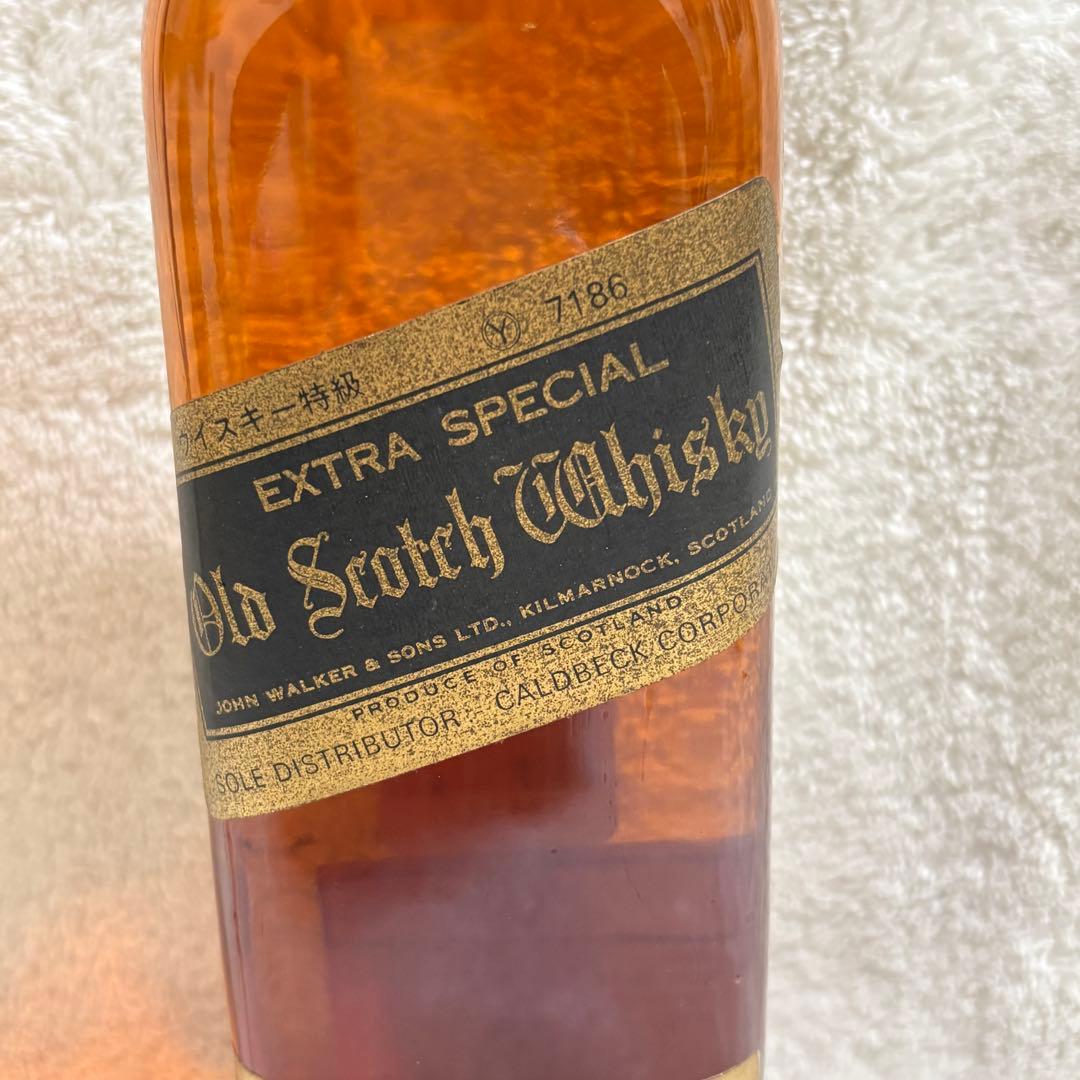 ウイスキー特級 Ⓨ 7186
EXTRA SPECIAL
Old Scotch Whisky
JOHN WALKER & SONS LTD., KILMARNOCK, SCOTLAND
PRODUCE OF SCOTLAND
SOLE DISTRIBUTOR CALDBECK CORPORA